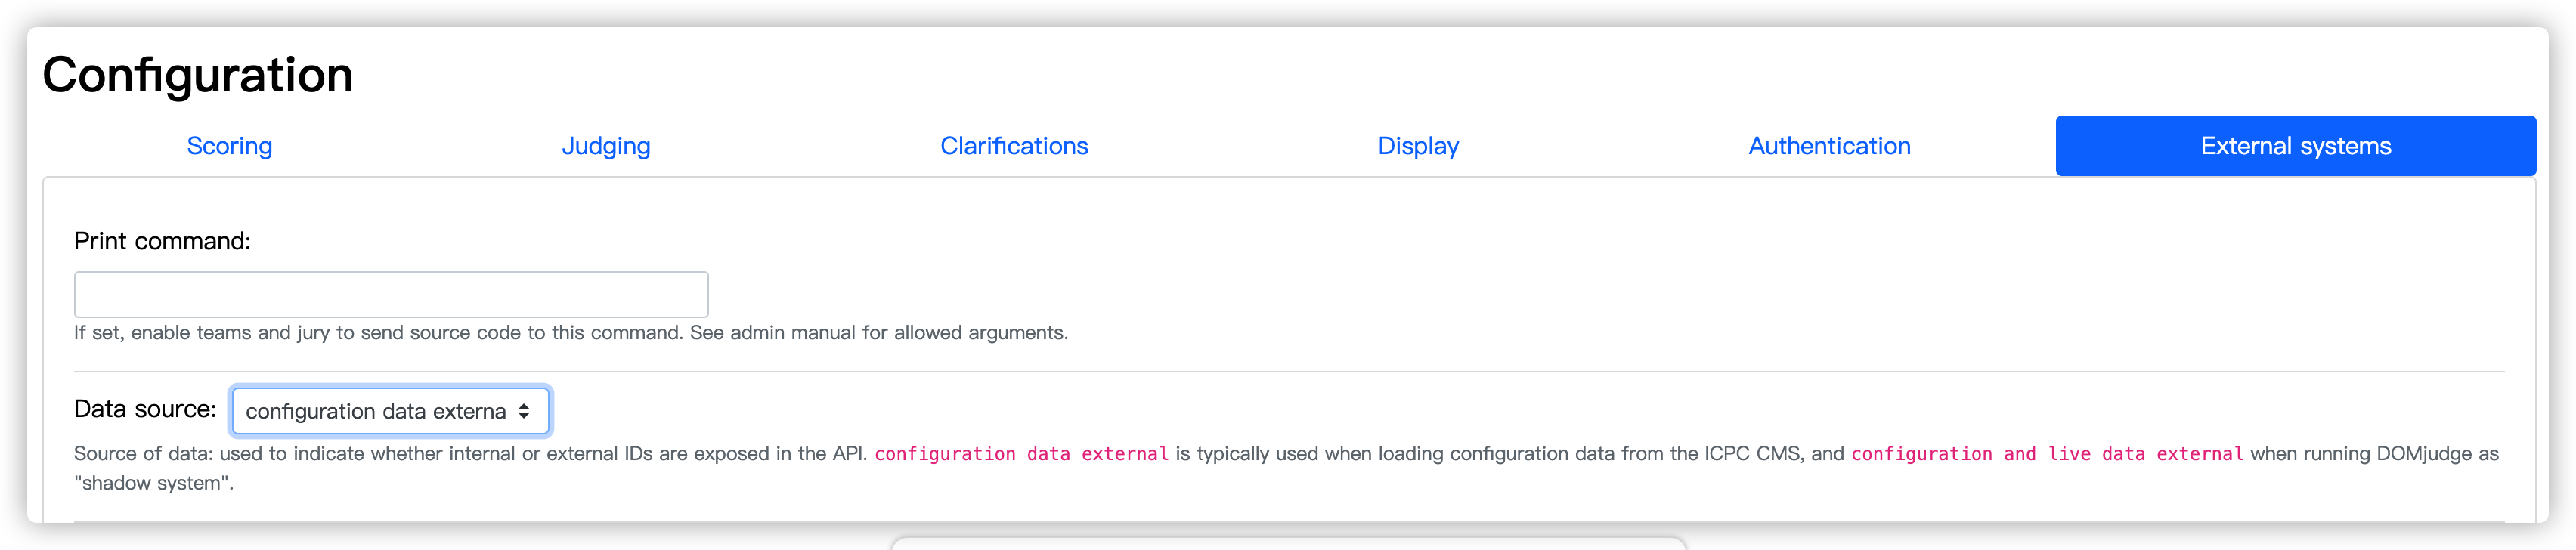 Configuration
Scoring Judging Clarifications Display Authentication External systems
Print command:
If set, enable teams and jury to send source code to this command. See admin manual for allowed arguments.
Data source: configuration data externa
Source of data: used to indicate whether internal or external IDs are exposed in the API. configuration data external is typically used when loading configuration data from the ICPC CMS, and configuration and live data external when running DOMjudge as
"shadow system".